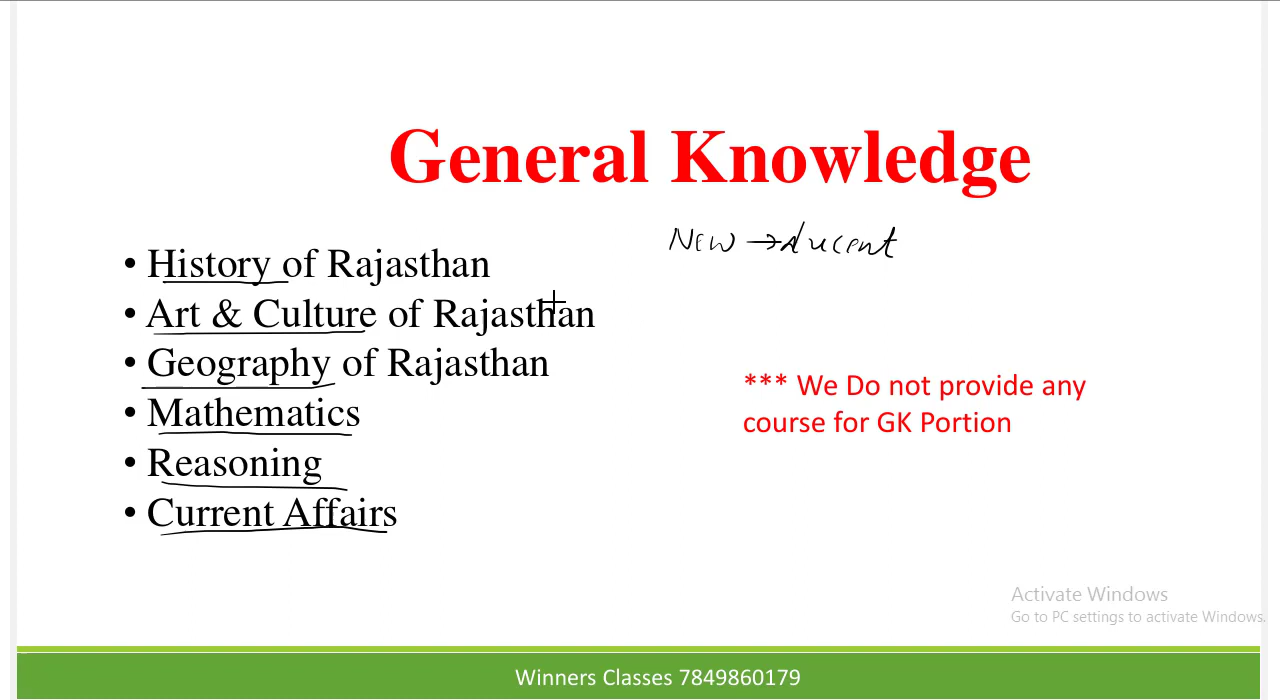 General Knowledge
NEW →
• History of Rajasthan
• Art & Culture of Rajasthan
• Geography of Rajasthan
• Mathematics
• Reasoning
• Current Affairs
*** We Do not provide any
course for GK Portion
Activate Windows
Go to PC settings to activate Windows.
Winners Classes 7849860179